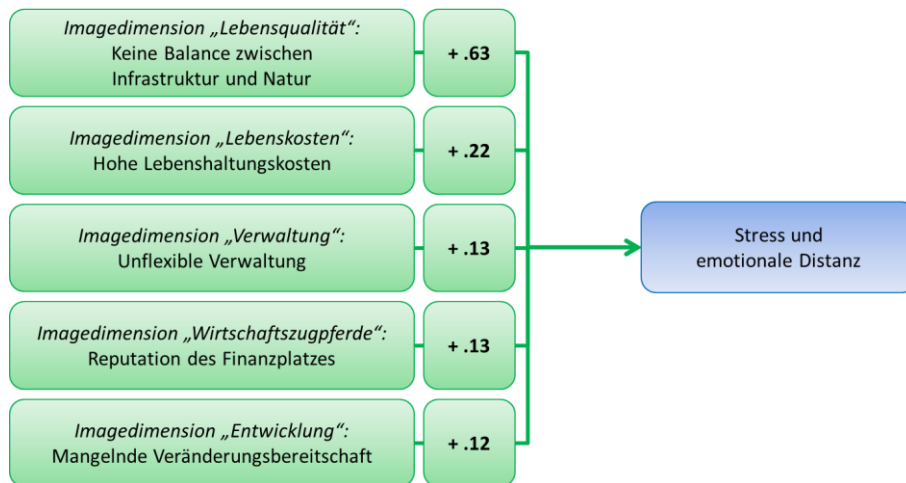 Imagedimension „Lebensqualität“:
Keine Balance zwischen
Infrastruktur und Natur
+ .63
Imagedimension „Lebenskosten“:
Hohe Lebenshaltungskosten
+ .22
Imagedimension „Verwaltung“:
Unflexible Verwaltung
+ .13
Imagedimension „Wirtschaftszugpferde“:
Reputation des Finanzplatzes
+ .13
Imagedimension „Entwicklung“:
Mangelnde Veränderungsbereitschaft
+ .12
Stress und
emotionale Distanz